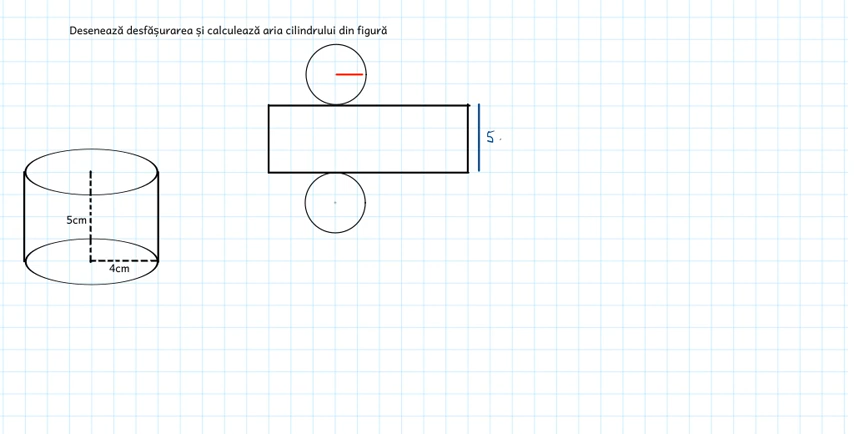 Desenează desfășurarea și calculează aria cilindrului din figură
5
5cm
4cm